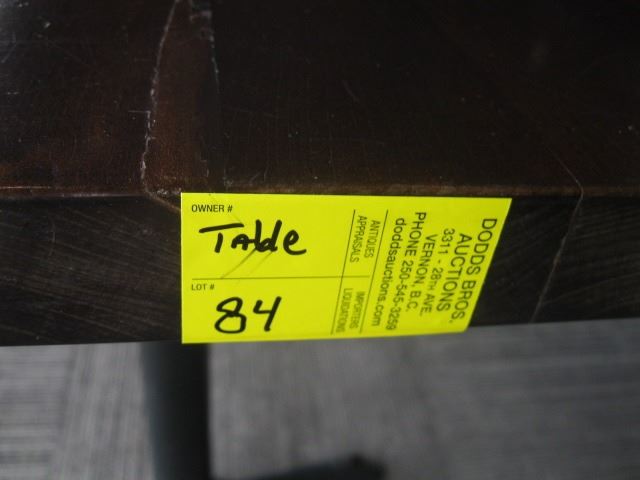 OWNER #
Table
LOT #
84
ANTIQUES
APPRAISALS
IMPORTERS
LIQUIDATIONS
DODDS BROS.
AUCTIONS
3311 - 28TH AVE.
VERNON, B.C.
PHONE 250-545-3259
doddsauctions.com